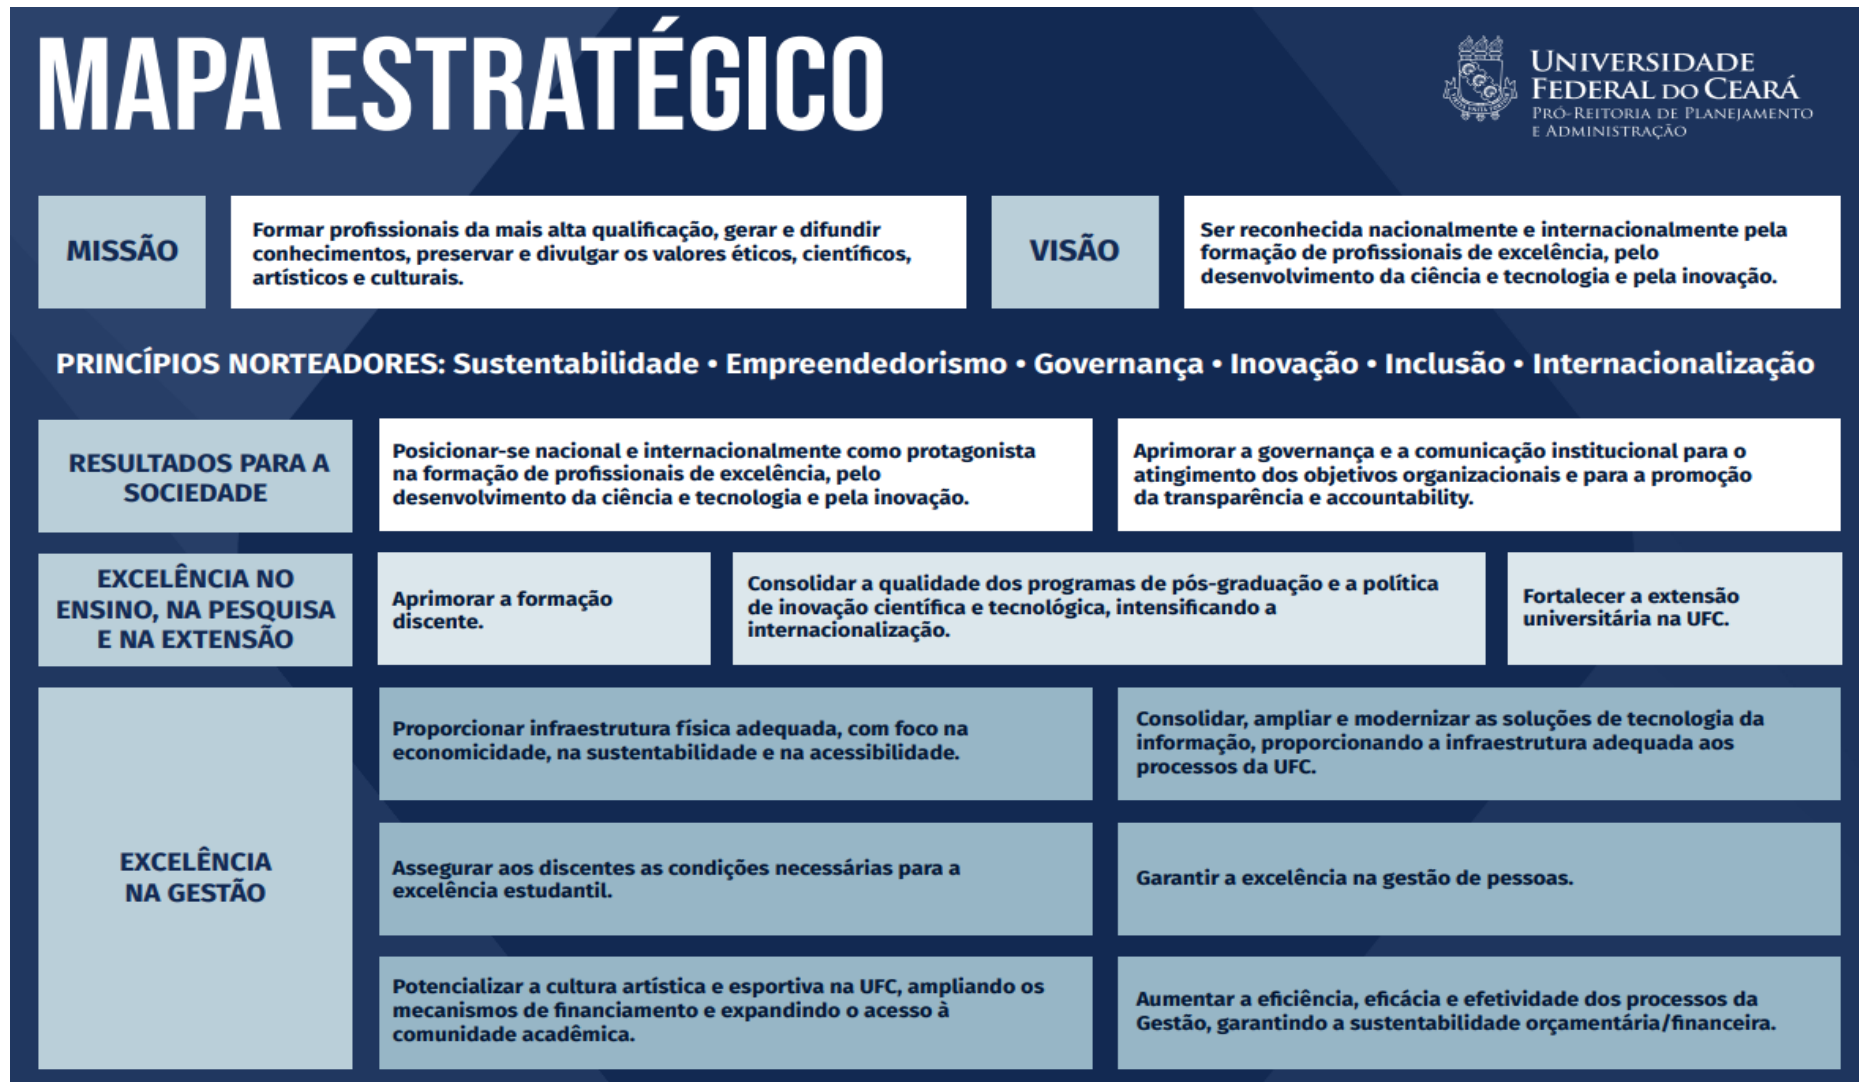 MAPA ESTRATÉGICO
UNIVERSIDADE
FEDERAL DO CEARÁ
PRÓ-REITORIA DE PLANEJAMENTO
E ADMINISTRAÇÃO
MISSÃO
Formar profissionais da mais alta qualificação, gerar e difundir
conhecimentos, preservar e divulgar os valores éticos, científicos,
artísticos e culturais.
VISÃO
Ser reconhecida nacionalmente e internacionalmente pela
formação de profissionais de excelência, pelo
desenvolvimento da ciência e tecnologia e pela inovação.
PRINCÍPIOS NORTEADORES: Sustentabilidade • Empreendedorismo • Governança • Inovação • Inclusão • Internacionalização
RESULTADOS PARA A
SOCIEDADE
Posicionar-se nacional e internacionalmente como protagonista
na formação de profissionais de excelência, pelo
desenvolvimento da ciência e tecnologia e pela inovação.
Aprimorar a governança e a comunicação institucional para o
atingimento dos objetivos organizacionais e para a promoção
da transparência e accountability.
EXCELÊNCIA NO
ENSINO, NA PESQUISA
E NA EXTENSÃO
Aprimorar a formação
discente.
Consolidar a qualidade dos programas de pós-graduação e a política
de inovação científica e tecnológica, intensificando a
internacionalização.
Fortalecer a extensão
universitária na UFC.
EXCELÊNCIA
NA GESTÃO
Proporcionar infraestrutura física adequada, com foco na
economicidade, na sustentabilidade e na acessibilidade.
Consolidar, ampliar e modernizar as soluções de tecnologia da
informação, proporcionando a infraestrutura adequada aos
processos da UFC.
Assegurar aos discentes as condições necessárias para a
excelência estudantil.
Garantir a excelência na gestão de pessoas.
Potencializar a cultura artística e esportiva na UFC, ampliando os
mecanismos de financiamento e expandindo o acesso à
comunidade acadêmica.
Aumentar a eficiência, eficácia e efetividade dos processos da
Gestão, garantindo a sustentabilidade orçamentária/financeira.